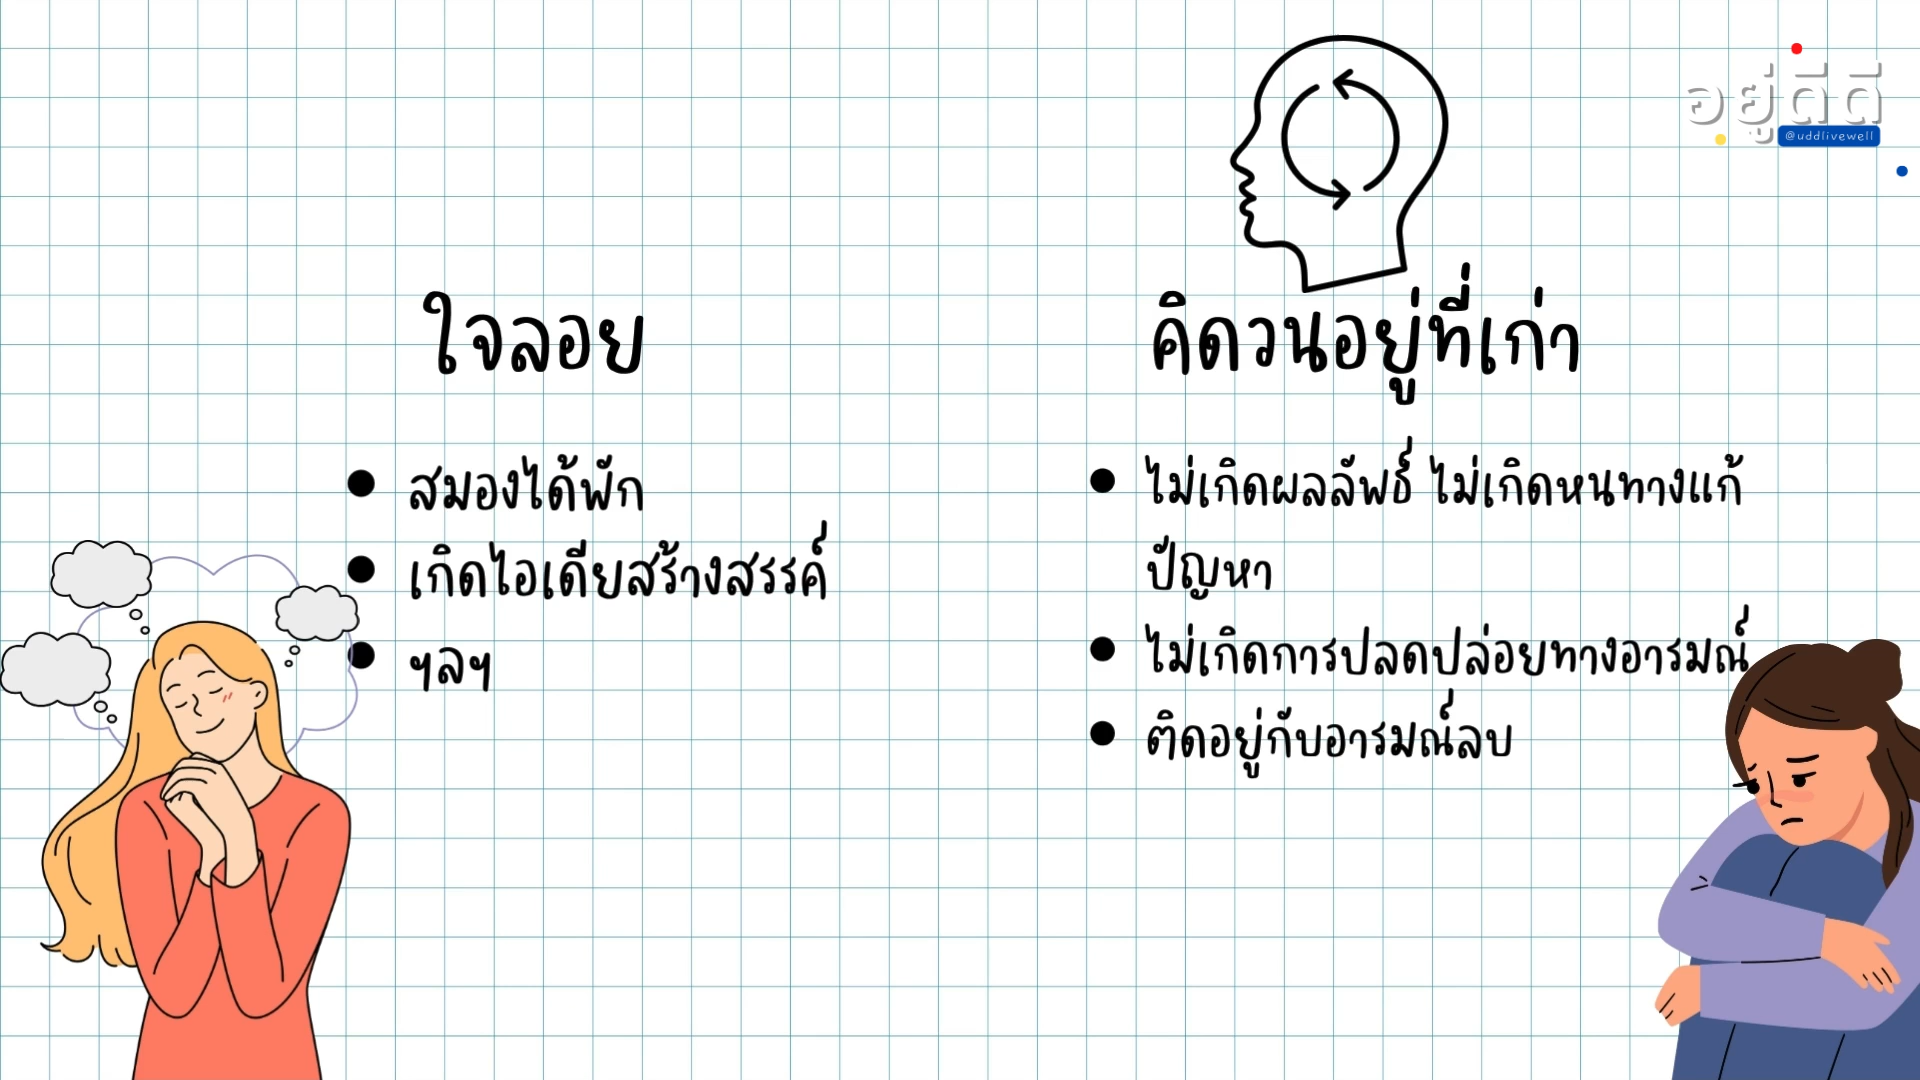 อยู่ดีดี
@uddlivewell
ใจลอย
สมองได้พัก
เกิดไอเดียสร้างสรรค์
ฯลฯ
คิดวนอยู่ที่เก่า
ไม่เกิดผลลัพธ์ ไม่เกิดหนทางแก้
ปัญหา
ไม่เกิดการปลดปล่อยทางอารมณ์
ติดอยู่กับอารมณ์ลบ